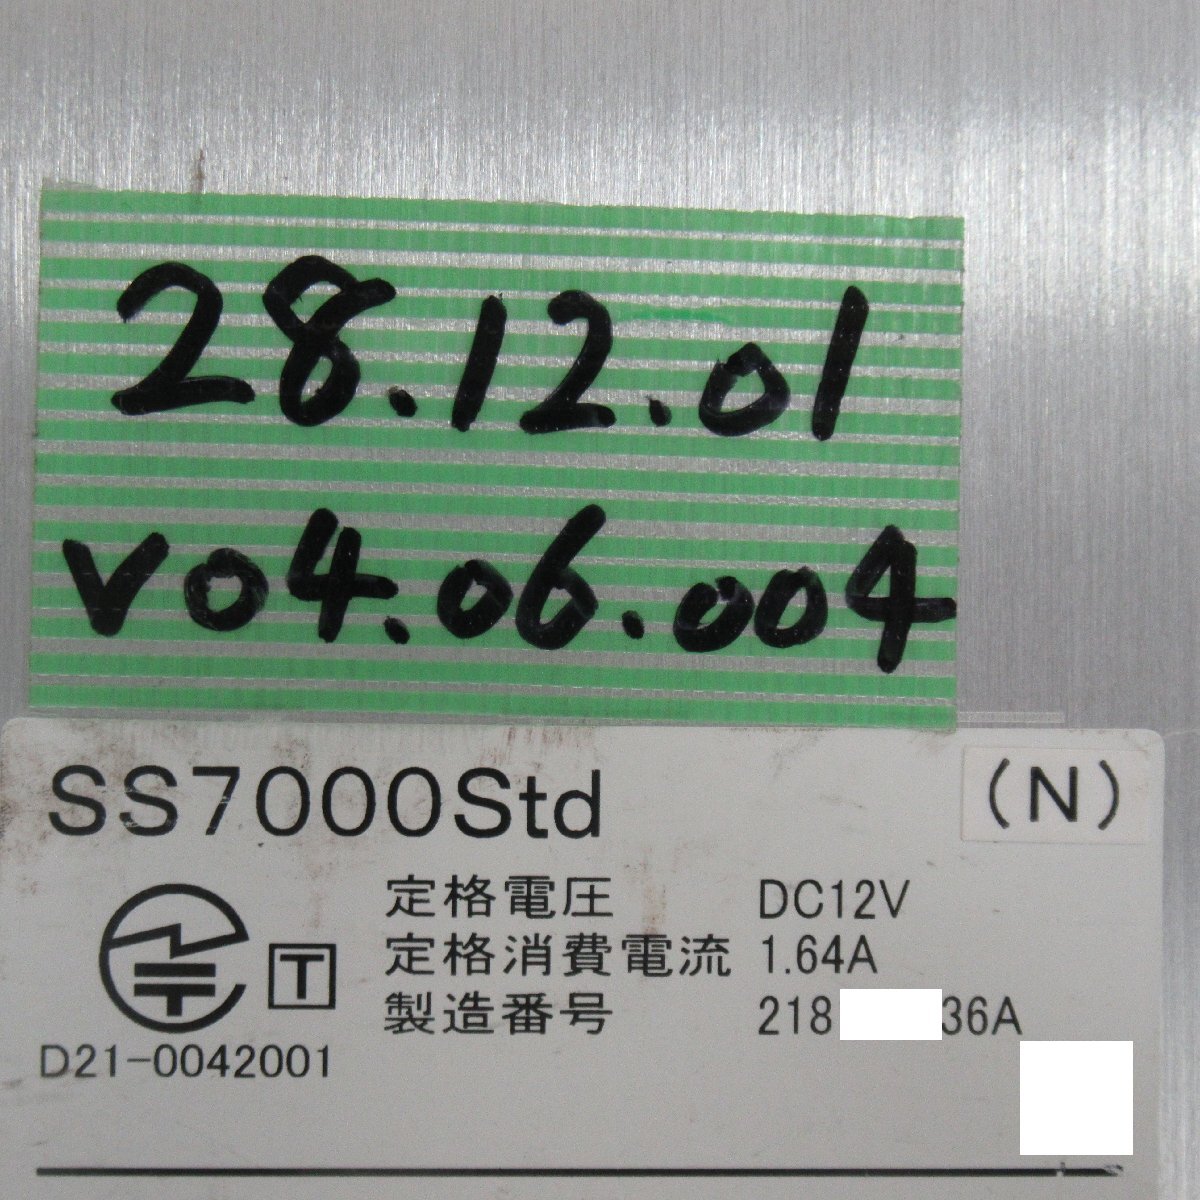 28.12.01
V04.06.004
SS7000Std (N)
定格電圧 DC12V
定格消費電流 1.64A
製造番号 218 36A
T
D21-0042001